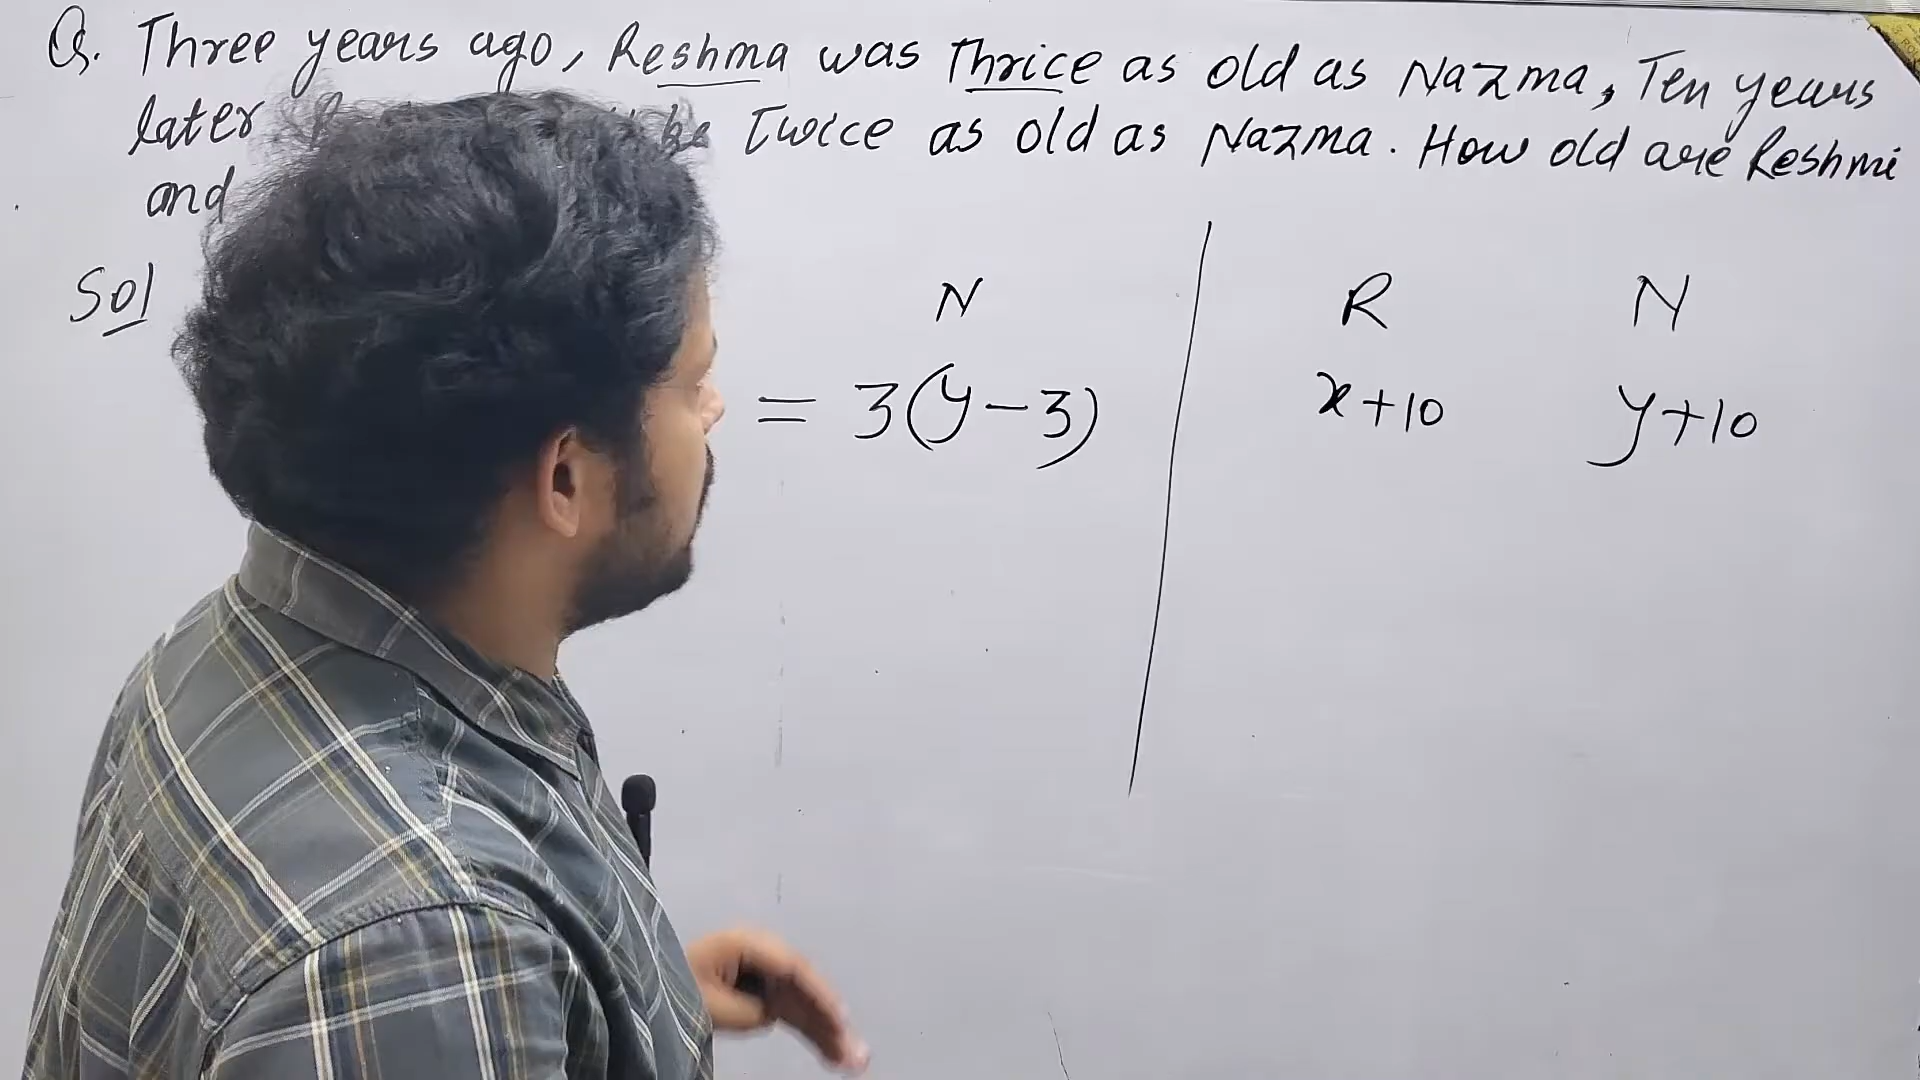 Q. Three years ago, Reshma was Thrice as old as Nazma, Ten years
later be Twice as old as Nazma. How old are Reshmi
and
Sol N R N
= 3(y-3) x+10 y+10